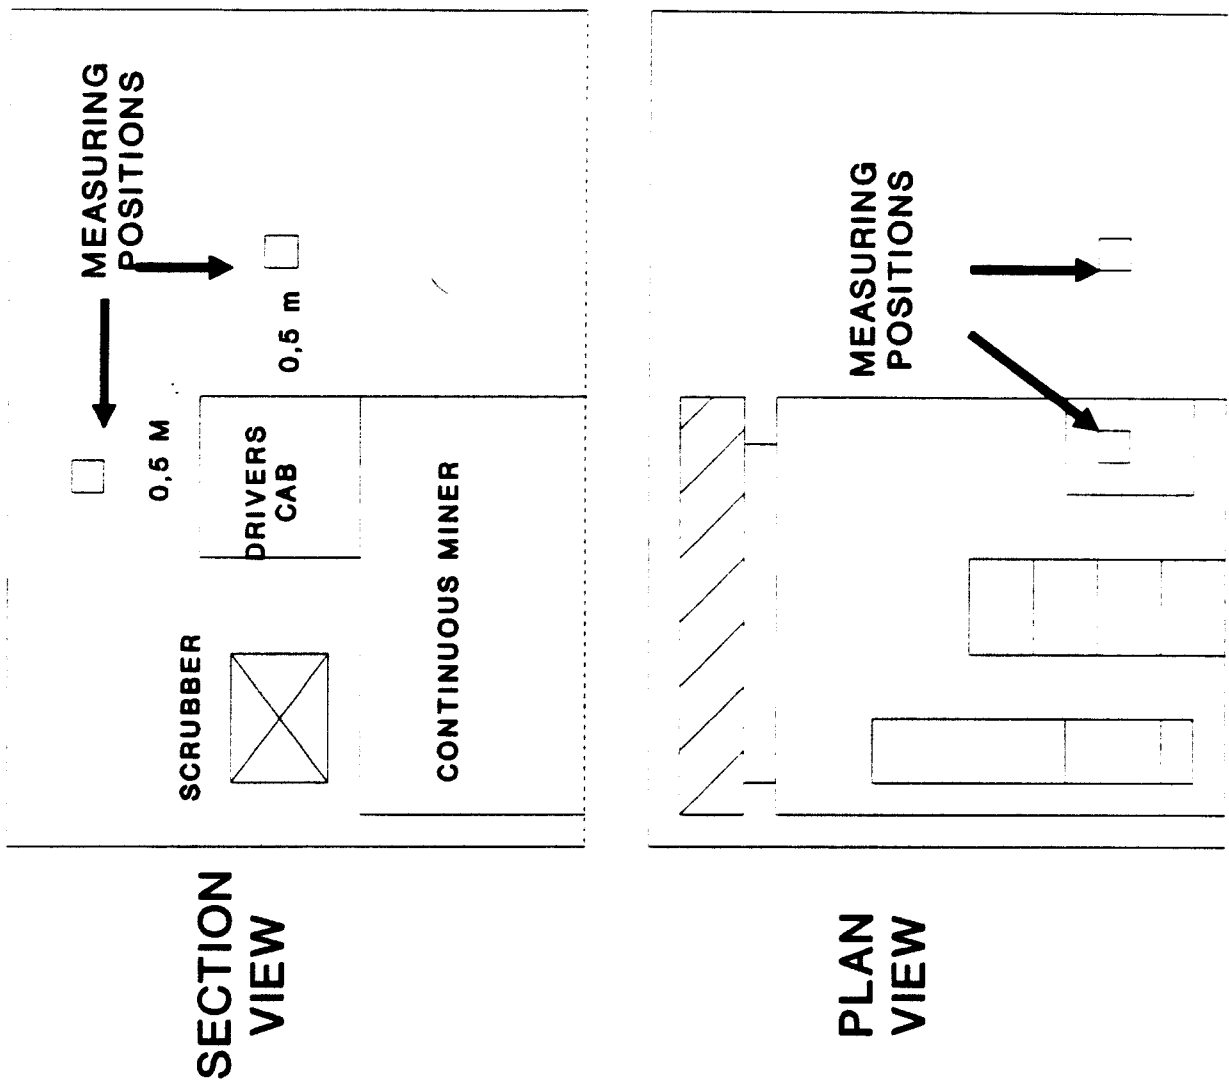 SECTION
VIEW
MEASURING
POSITIONS
0,5 M
0,5 m
DRIVERS
CAB
SCRUBBER
CONTINUOUS MINER
PLAN
VIEW
MEASURING
POSITIONS